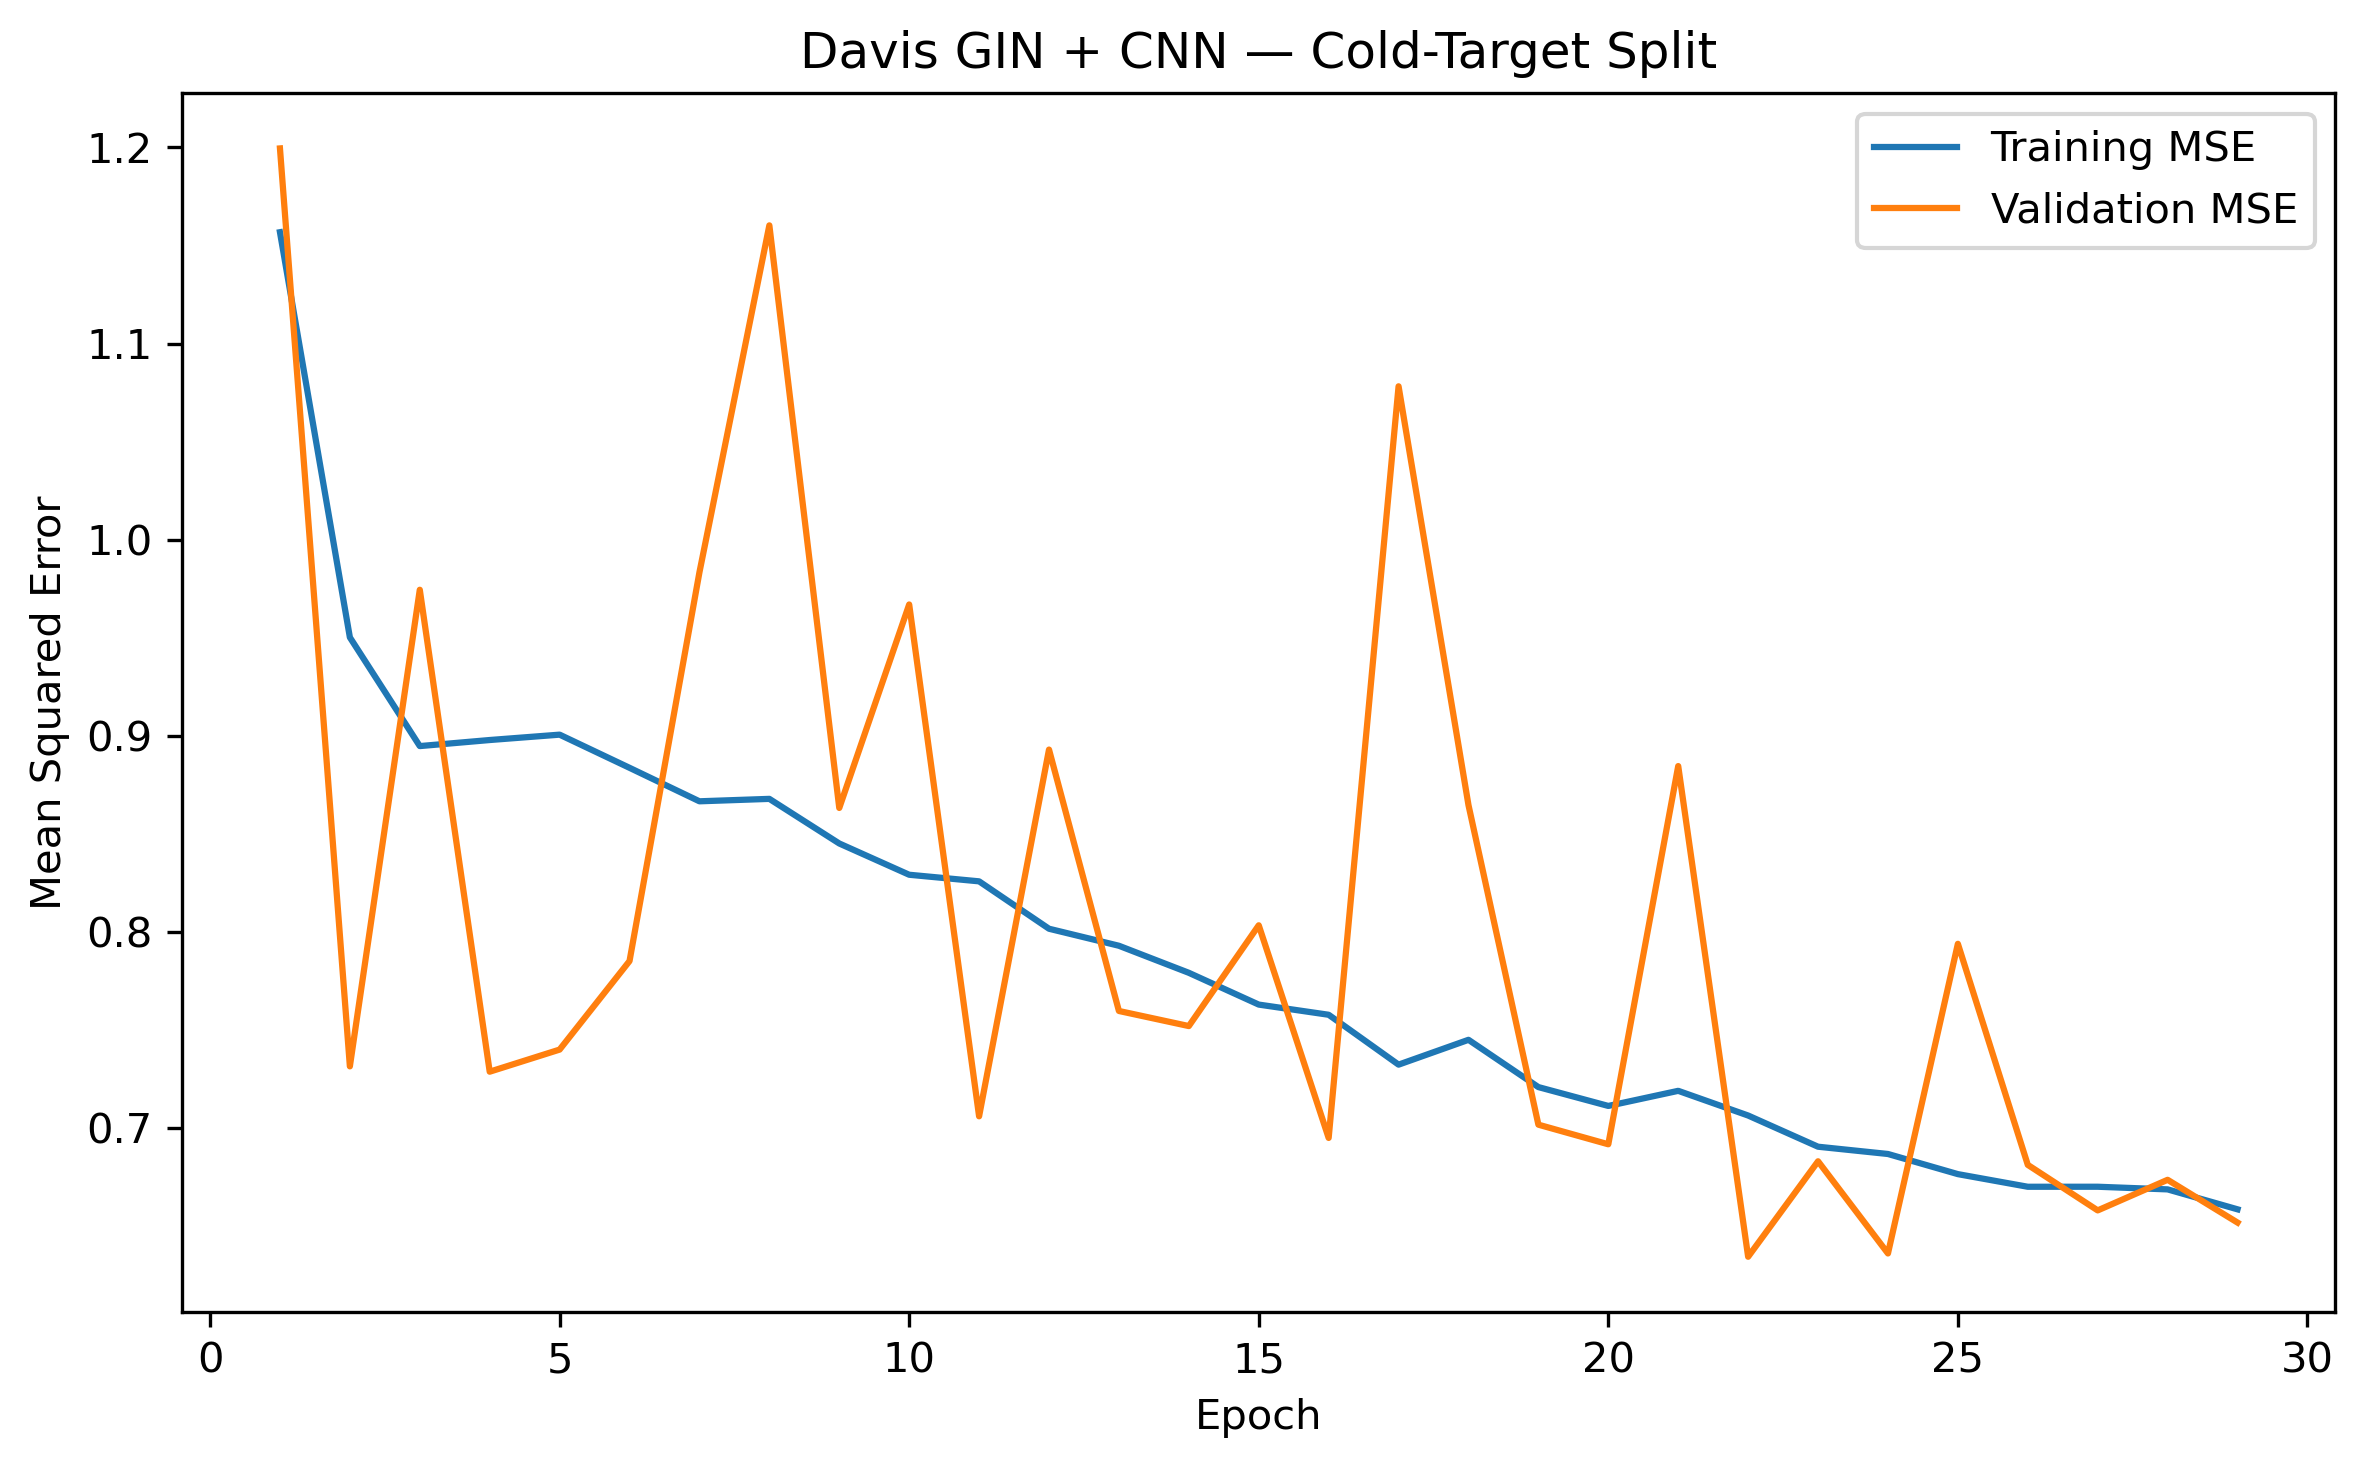 Davis GIN + CNN — Cold-Target Split
Training MSE
Validation MSE
Mean Squared Error
1.2
1.1
1.0
0.9
0.8
0.7
0
5
10
15
20
25
30
Epoch